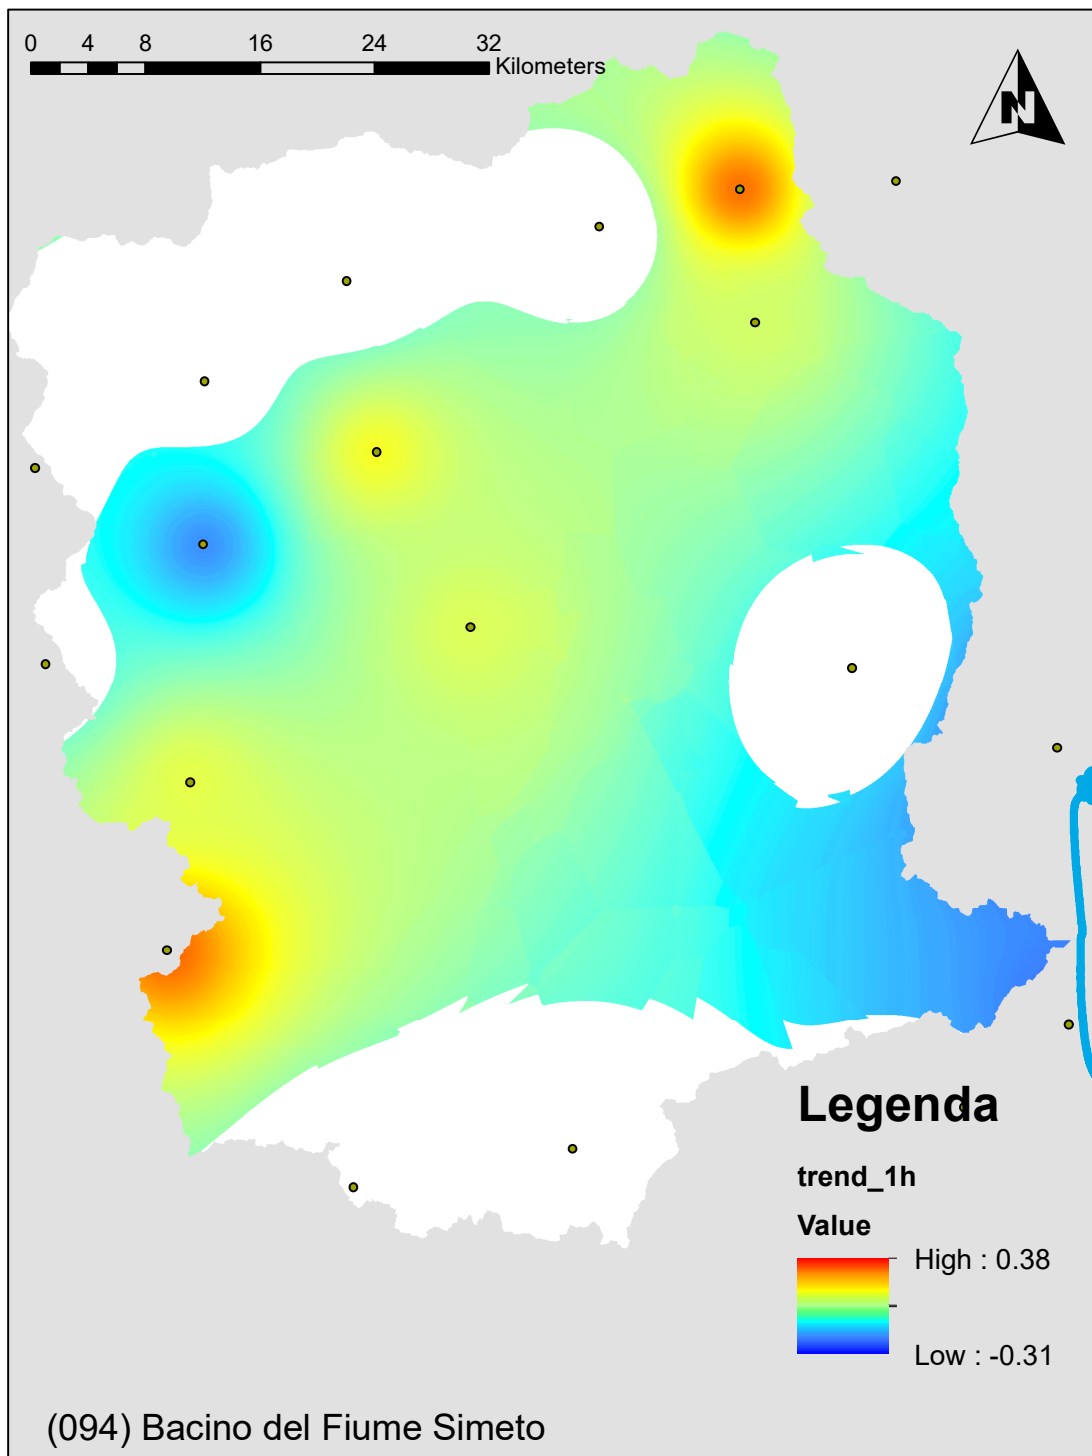 0 4 8 16 24 32
Kilometers
N
Legenda
trend_1h
Value
High : 0.38
Low : -0.31
(094) Bacino del Fiume Simeto